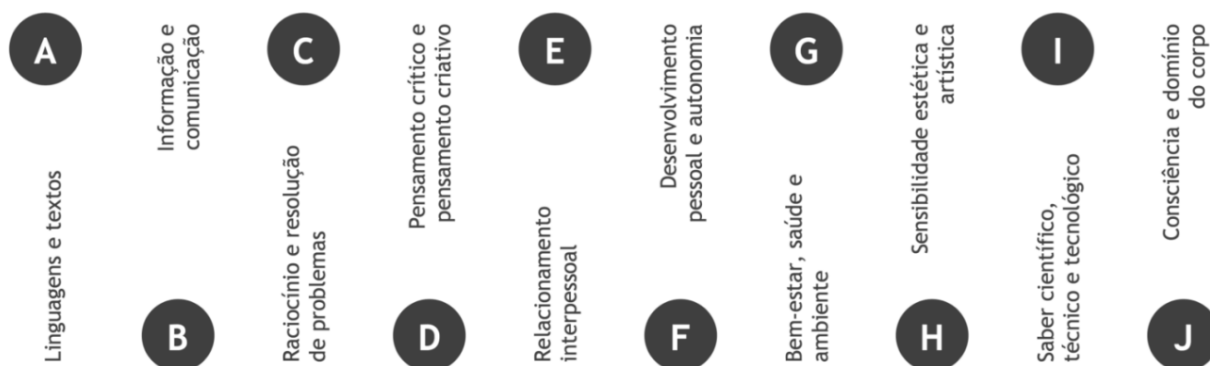 A
Linguagens e textos
Informação e
comunicação
B
C
Raciocínio e resolução
de problemas
Pensamento crítico e
pensamento criativo
D
E
Relacionamento
interpessoal
Desenvolvimento
pessoal e autonomia
F
G
Bem-estar, saúde e
ambiente
Sensibilidade estética e
artística
H
I
Saber científico,
técnico e tecnológico
Consciência e domínio
do corpo
J